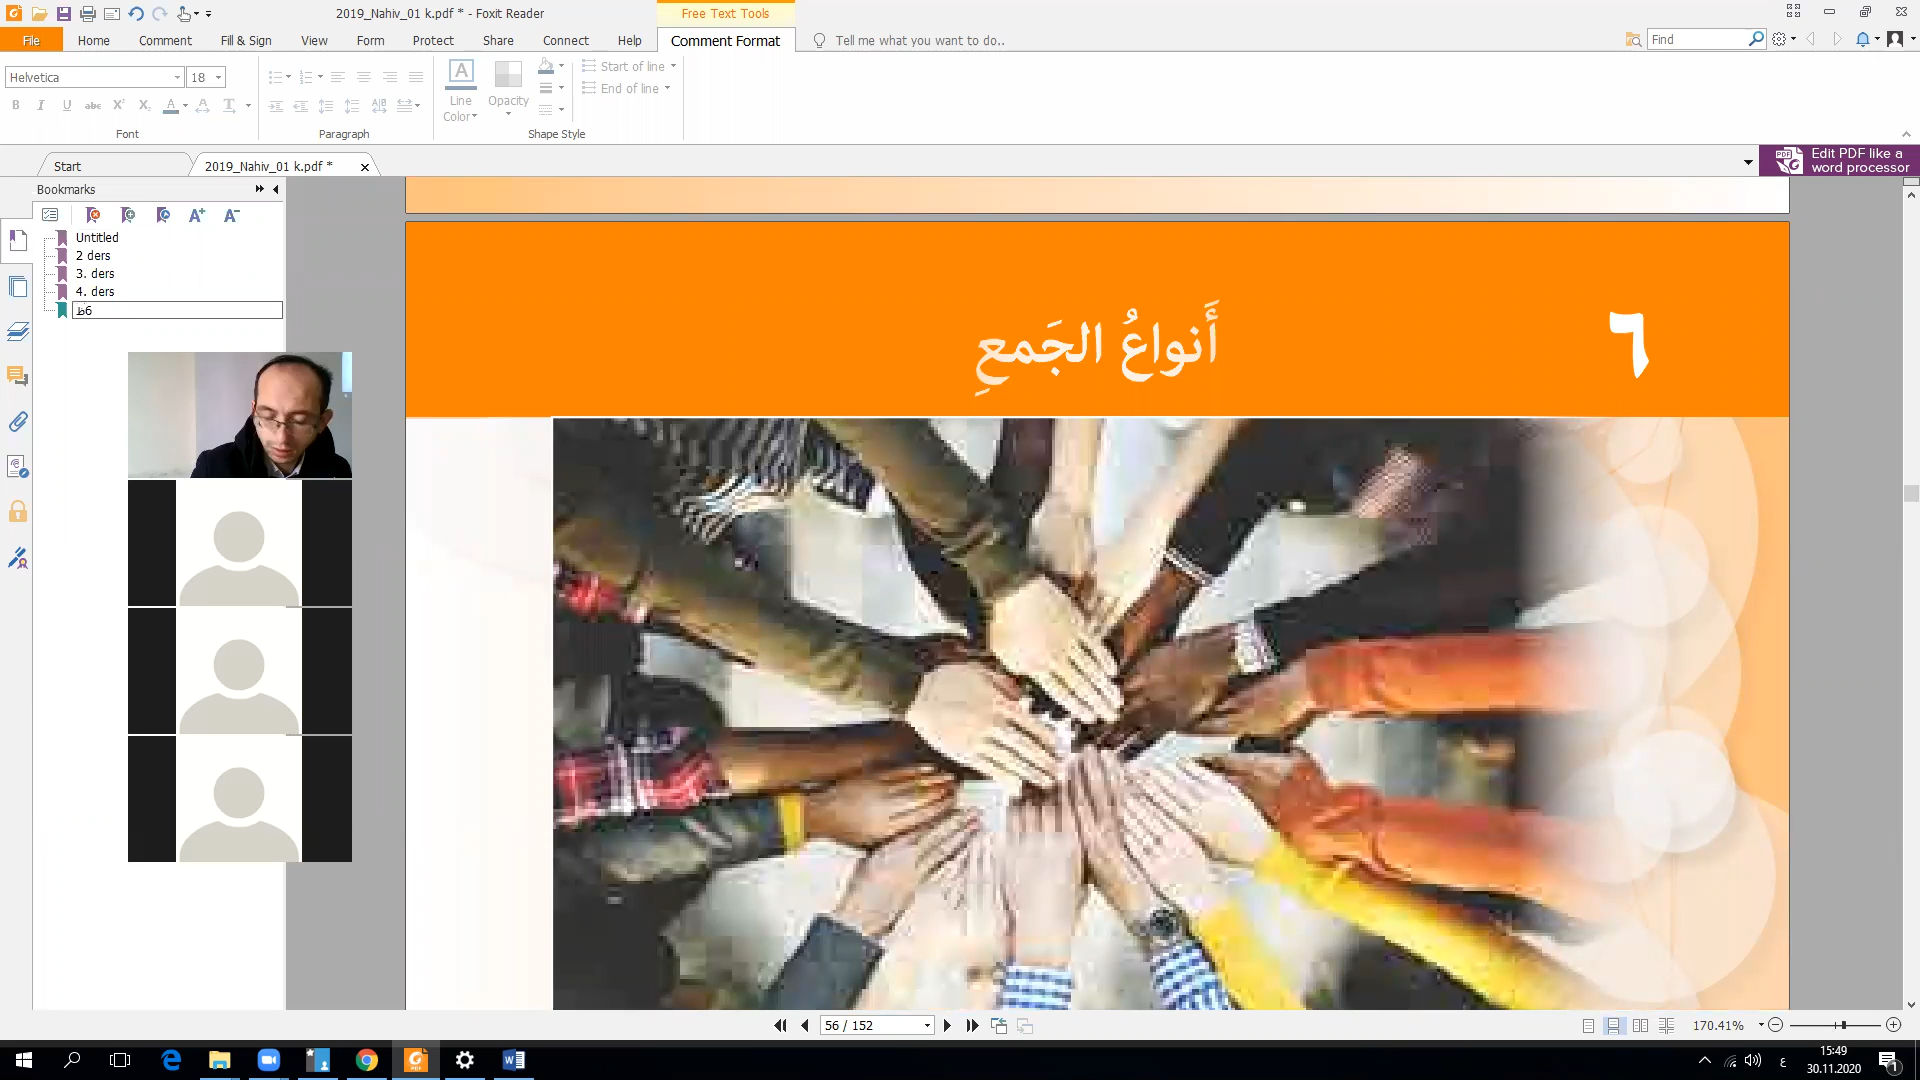 2019_Nahiv_01 k.pdf * - Foxit Reader
Free Text Tools
File Home Comment Fill & Sign View Form Protect Share Connect Help Comment Format Tell me what you want to do.. Find
Helvetica 18
Start of line
End of line
Line Color
Opacity
Font Paragraph Shape Style
Start 2019_Nahiv_01 k.pdf *
Edit PDF like a
word processor
Bookmarks
Untitled
2 ders
3. ders
4. ders
6ط
أَنواعُ الجَمعِ
٦
56 / 152
170.41%
ع
15:49
30.11.2020
1